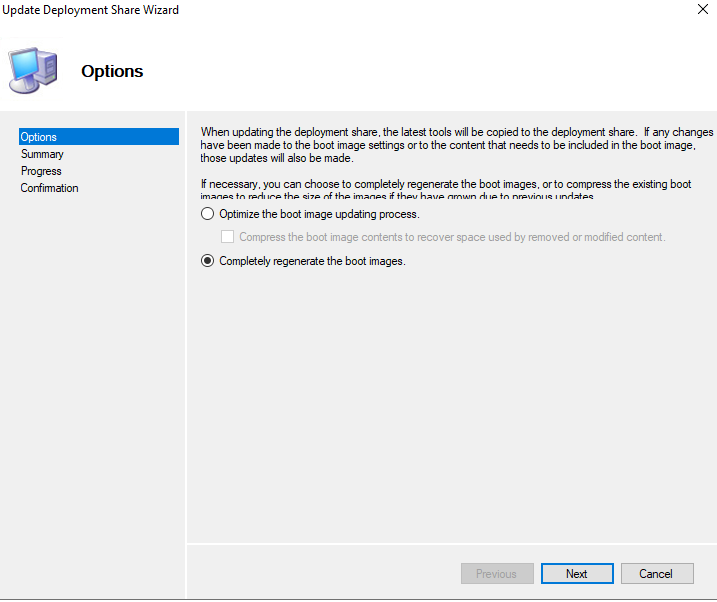 Update Deployment Share Wizard
Options
Options
Summary
Progress
Confirmation
When updating the deployment share, the latest tools will be copied to the deployment share. If any changes
have been made to the boot image settings or to the content that needs to be included in the boot image,
those updates will also be made.
If necessary, you can choose to completely regenerate the boot images, or to compress the existing boot
images to reduce the size of the images if they have grown due to previous updates.
Optimize the boot image updating process.
Compress the boot image contents to recover space used by removed or modified content.
Completely regenerate the boot images.
Previous
Next
Cancel